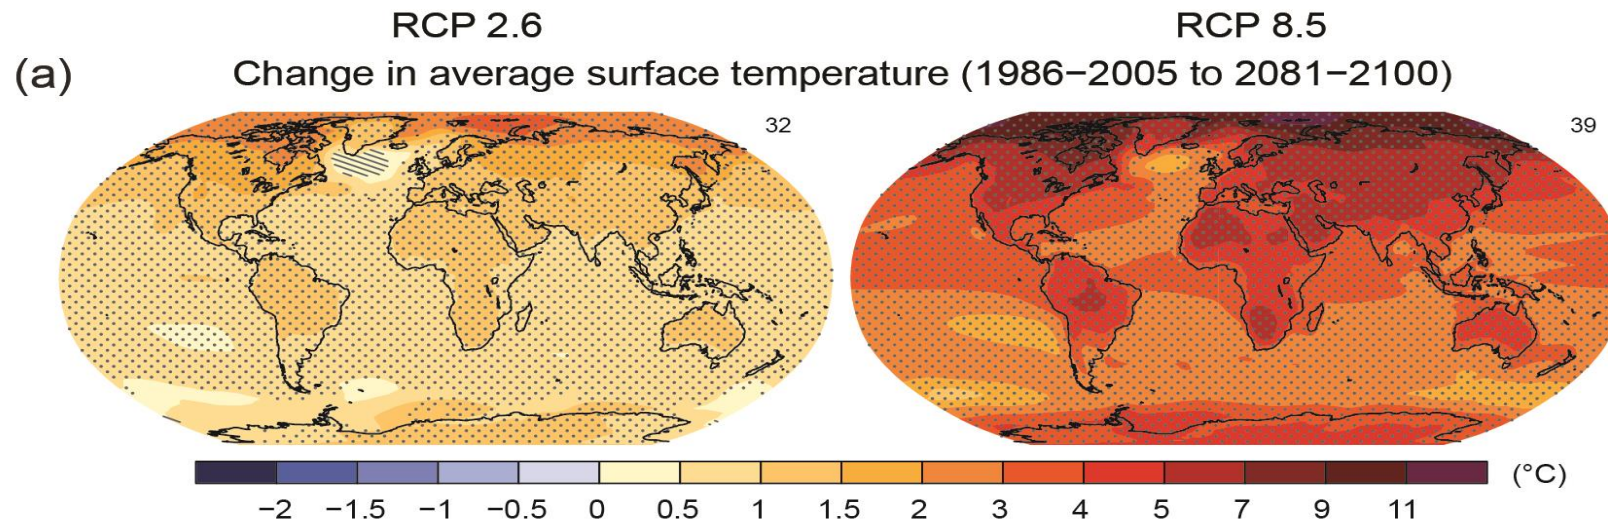 RCP 2.6 RCP 8.5
(a) Change in average surface temperature (1986−2005 to 2081−2100)
32 39
(°C)
−2 −1.5 −1 −0.5 0 0.5 1 1.5 2 3 4 5 7 9 11